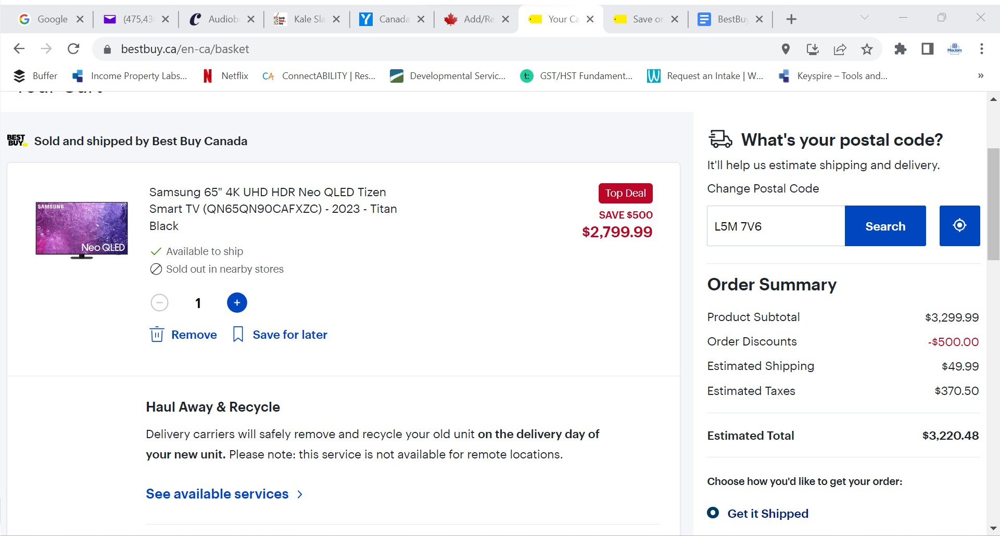 Google
(475,43
Audiobo
Kale Sla
Canada
Add/Re
Your Ca
Save on
BestBuy
bestbuy.ca/en-ca/basket
MorJam
Buffer
Income Property Labs...
N
Netflix
CA
ConnectABILITY | Res...
Developmental Servic...
t:
GST/HST Fundament...
W
Request an Intake | W...
Keyspire – Tools and...
»
Your Cart
BEST
BUY
Sold and shipped by Best Buy Canada
SAMSUNG
Neo QLED
Samsung 65" 4K UHD HDR Neo QLED Tizen
Smart TV (QN65QN90CAFXZC) - 2023 - Titan
Black
Available to ship
Sold out in nearby stores
1
Remove
Save for later
Top Deal
SAVE $500
$2,799.99
Haul Away & Recycle
Delivery carriers will safely remove and recycle your old unit on the delivery day of
your new unit. Please note: this service is not available for remote locations.
See available services
What's your postal code?
It'll help us estimate shipping and delivery.
Change Postal Code
L5M 7V6
Search
Order Summary
Product Subtotal $3,299.99
Order Discounts -$500.00
Estimated Shipping $49.99
Estimated Taxes $370.50
Estimated Total $3,220.48
Choose how you'd like to get your order:
Get it Shipped